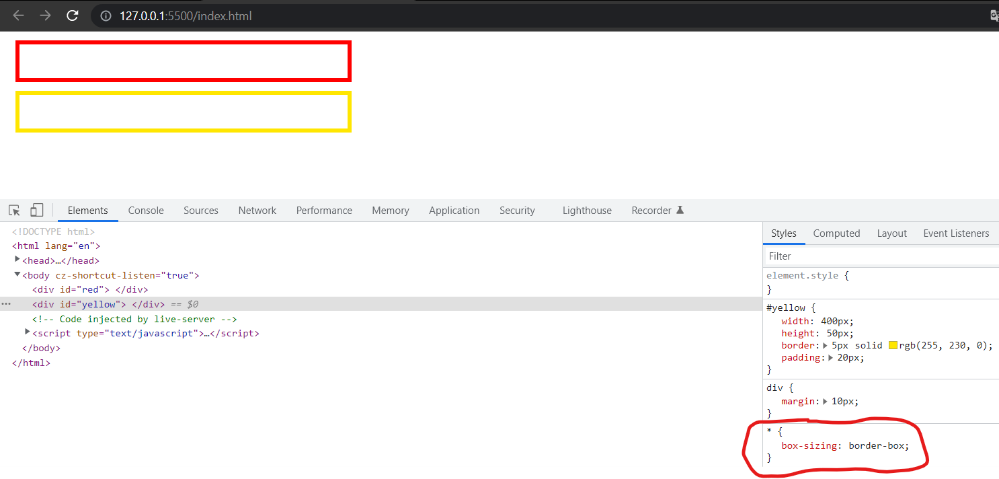 127.0.0.1:5500/index.html
Elements Console Sources Network Performance Memory Application Security Lighthouse Recorder
<!DOCTYPE html>
<html lang="en">
<head>…</head>
<body cz-shortcut-listen="true">
<div id="red"> </div>
<div id="yellow"> </div> == $0
<!-- Code injected by live-server -->
<script type="text/javascript">…</script>
</body>
</html>
Styles Computed Layout Event Listeners
Filter
element.style {
}
#yellow {
width: 400px;
height: 50px;
border: 5px solid rgb(255, 230, 0);
padding: 20px;
}
div {
margin: 10px;
}
* {
box-sizing: border-box;
}